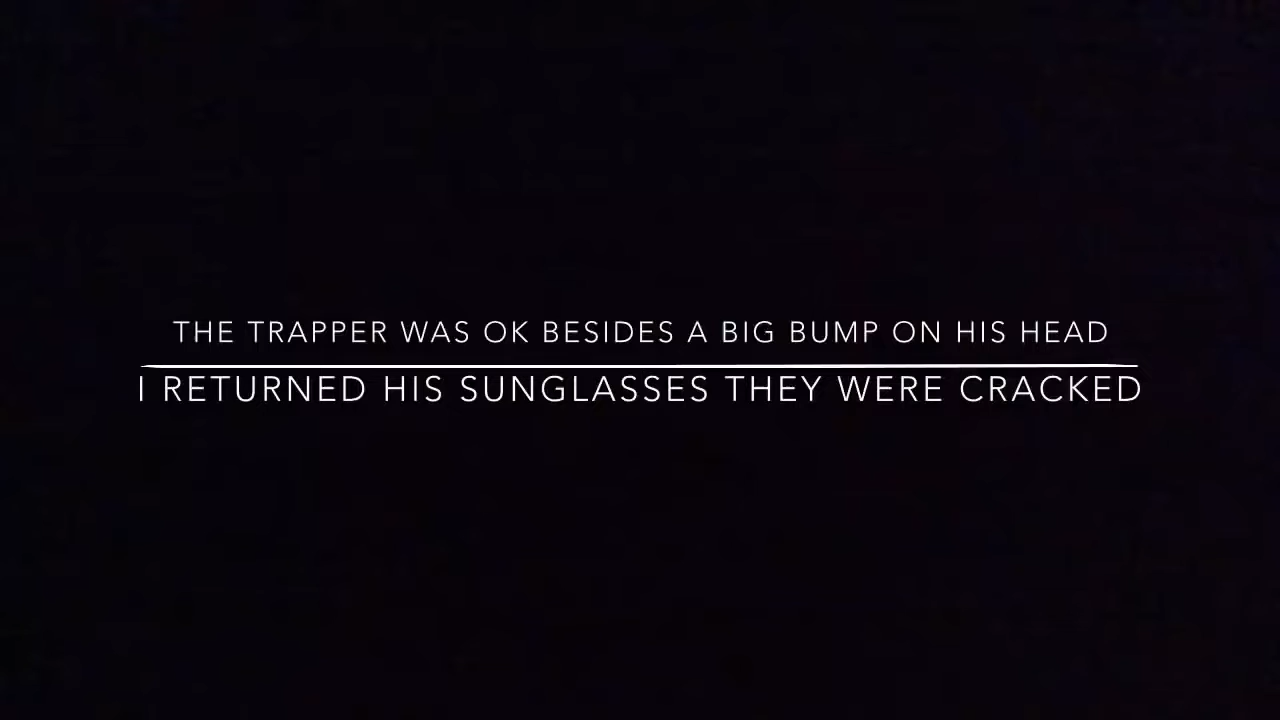 THE TRAPPER WAS OK BESIDES A BIG BUMP ON HIS HEAD
I RETURNED HIS SUNGLASSES THEY WERE CRACKED